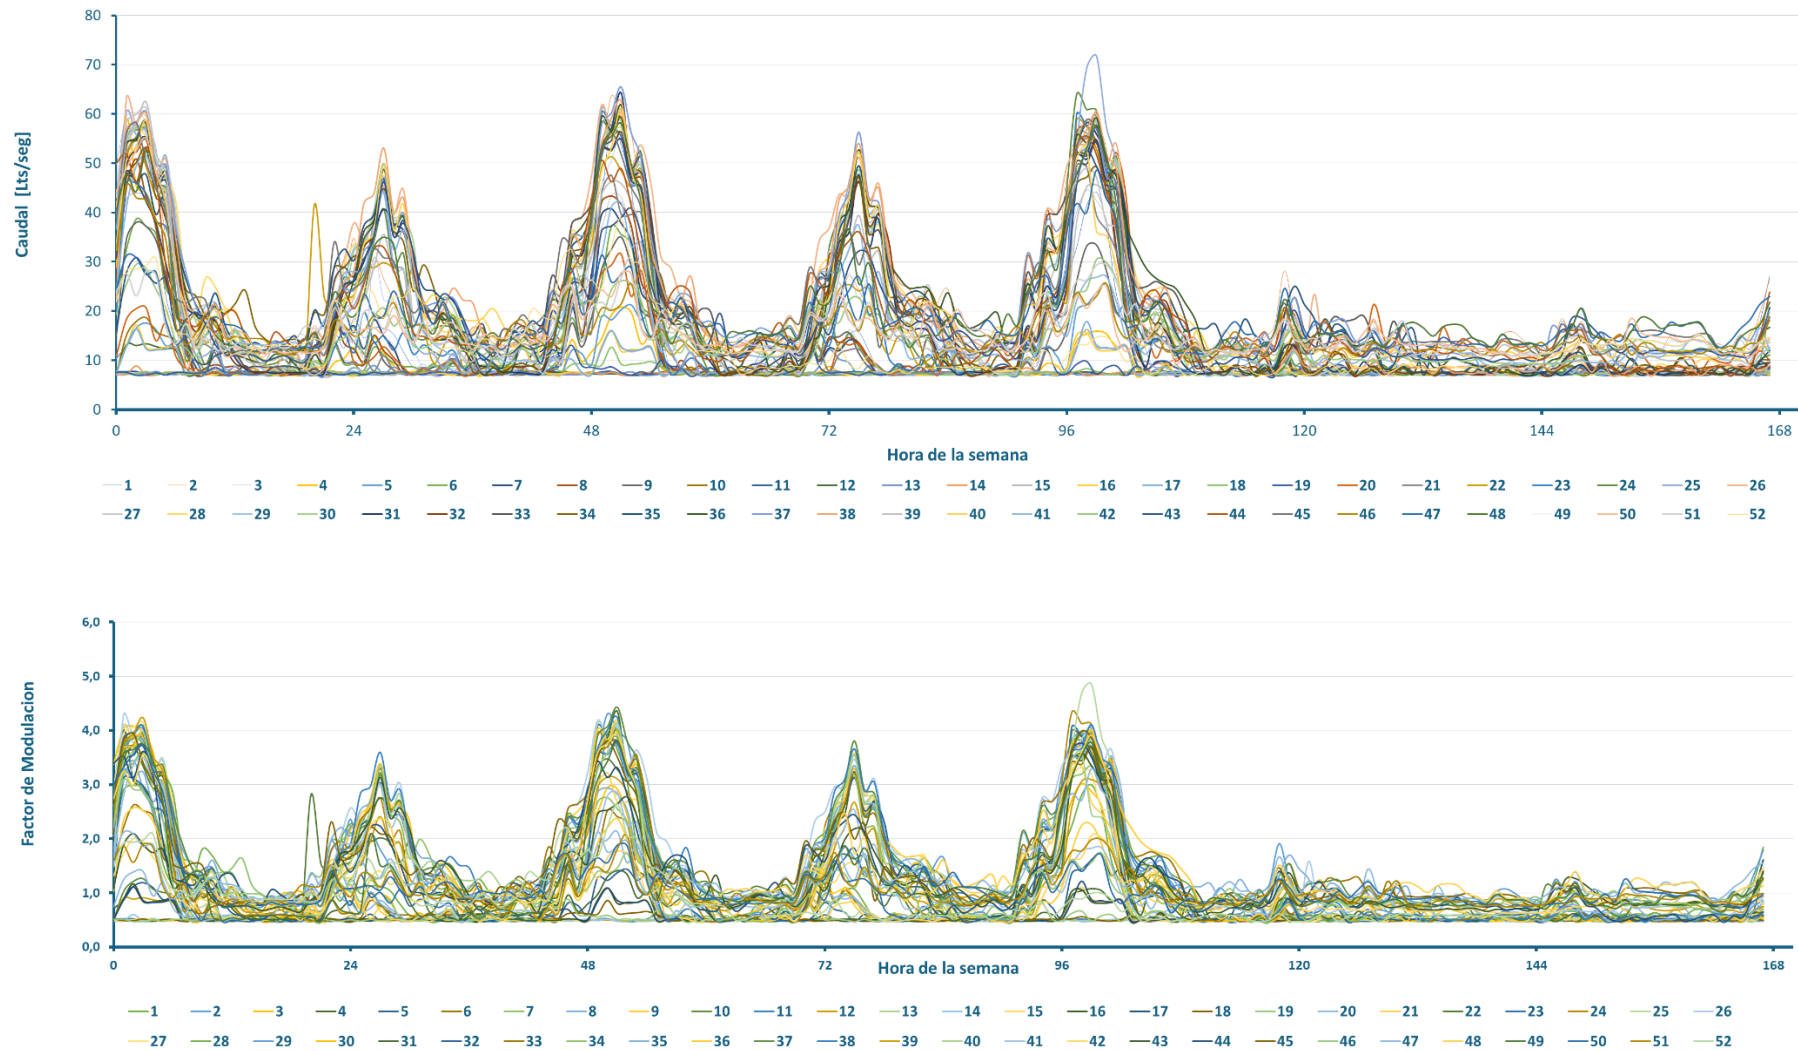 80
70
60
50
40
30
20
10
0
Caudal [Lts/seg]
0 24 48 72 96 120 144 168
Hora de la semana
1 2 3 4 5 6 7 8 9 10 11 12 13 14 15 16 17 18 19 20 21 22 23 24 25 26
27 28 29 30 31 32 33 34 35 36 37 38 39 40 41 42 43 44 45 46 47 48 49 50 51 52
6,0
5,0
4,0
3,0
2,0
1,0
0,0
Factor de Modulacion
0 24 48 72 96 120 144 168
Hora de la semana
1 2 3 4 5 6 7 8 9 10 11 12 13 14 15 16 17 18 19 20 21 22 23 24 25 26
27 28 29 30 31 32 33 34 35 36 37 38 39 40 41 42 43 44 45 46 47 48 49 50 51 52